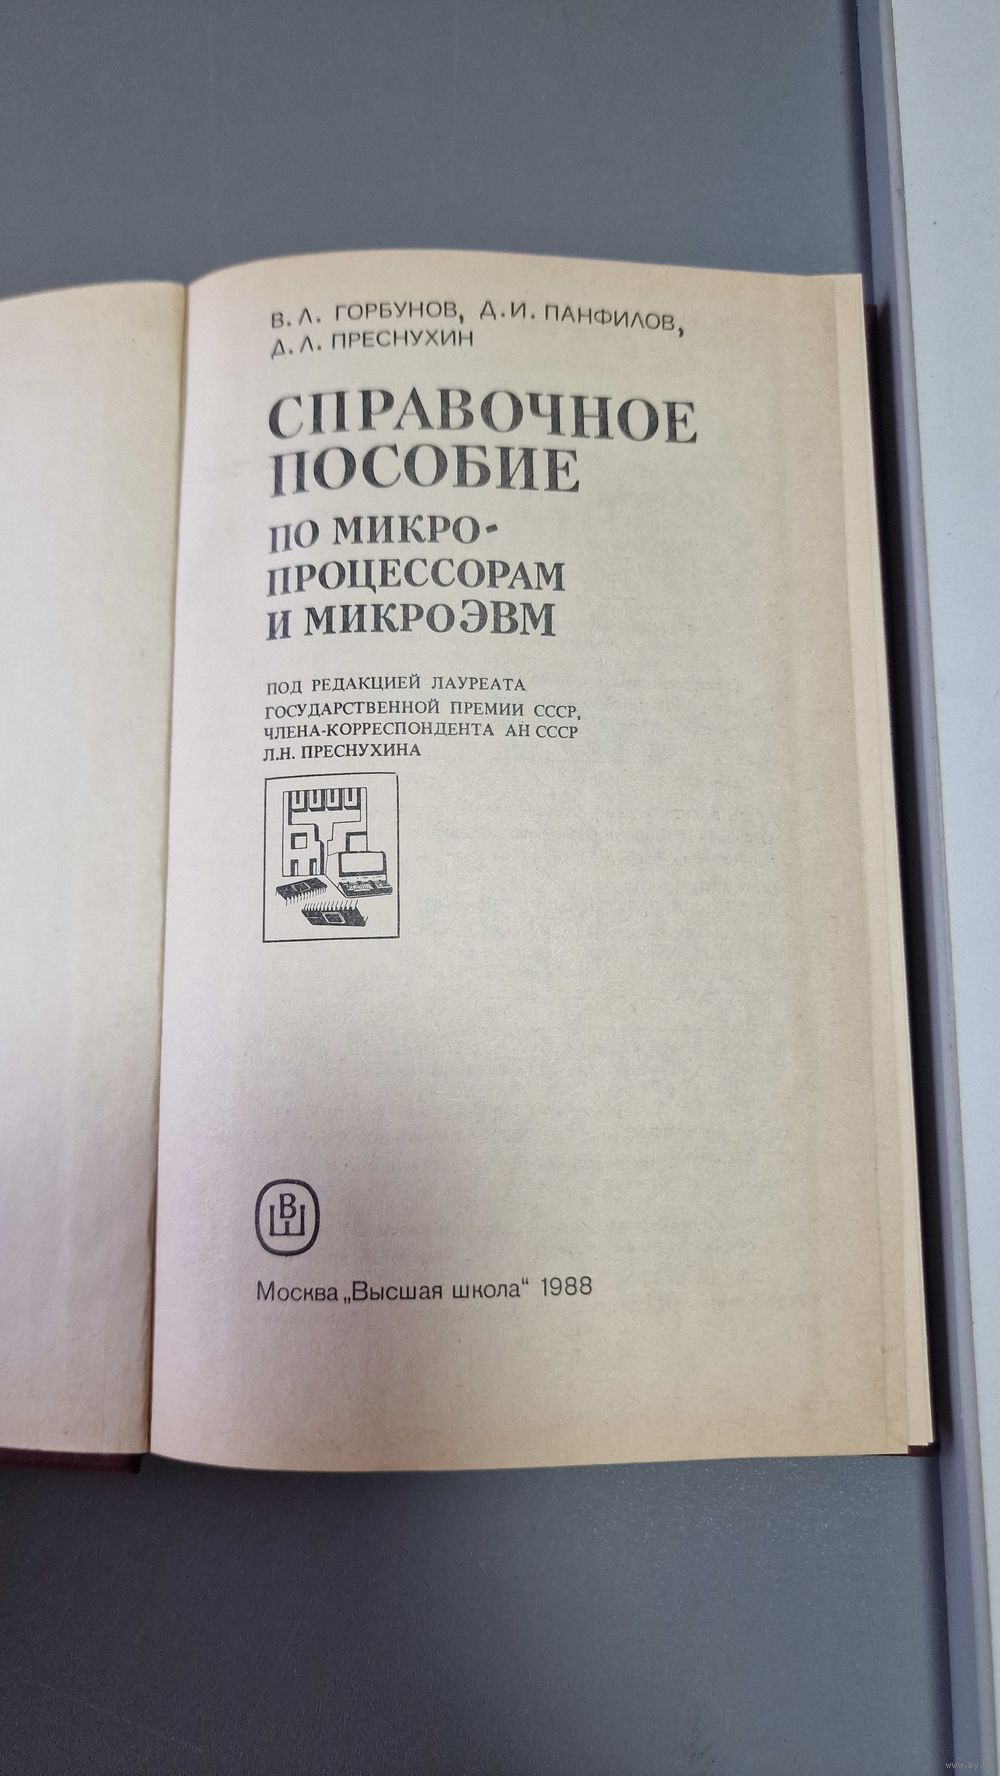 В. Л. ГОРБУНОВ, Д. И. ПАНФИЛОВ,
Д. Л. ПРЕСНУХИН
СПРАВОЧНОЕ
ПОСОБИЕ
ПО МИКРО-
ПРОЦЕССОРАМ
И МИКРОЭВМ
ПОД РЕДАКЦИЕЙ ЛАУРЕАТА
ГОСУДАРСТВЕННОЙ ПРЕМИИ СССР,
ЧЛЕНА-КОРРЕСПОНДЕНТА АН СССР
Л.Н. ПРЕСНУХИНА
ВШ
Москва „Высшая школа“ 1988